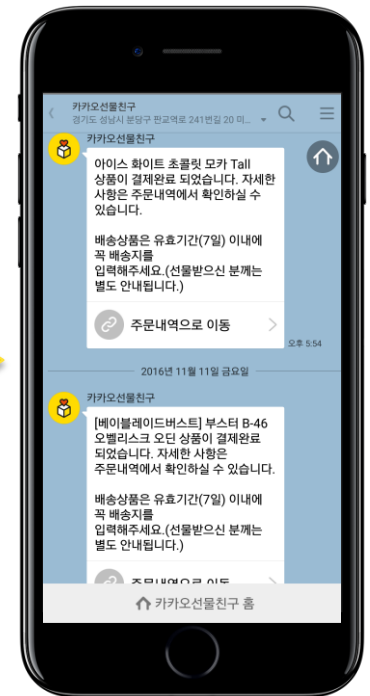 카카오선물친구
경기도 성남시 분당구 판교역로 241번길 20 미...
카카오선물친구
아이스 화이트 초콜릿 모카 Tall
상품이 결제완료 되었습니다. 자세한
사항은 주문내역에서 확인하실 수
있습니다.
배송상품은 유효기간(7일) 이내에
꼭 배송지를
입력해주세요.(선물받으신 분께는
별도 안내됩니다.)
주문내역으로 이동
오후 5:54
2016년 11월 11일 금요일
카카오선물친구
[베이블레이드버스트] 부스터 B-46
오벨리스크 오딘 상품이 결제완료
되었습니다. 자세한 사항은
주문내역에서 확인하실 수 있습니다.
배송상품은 유효기간(7일) 이내에
꼭 배송지를
입력해주세요.(선물받으신 분께는
별도 안내됩니다.)
주문내역으로 이동
카카오선물친구 홈